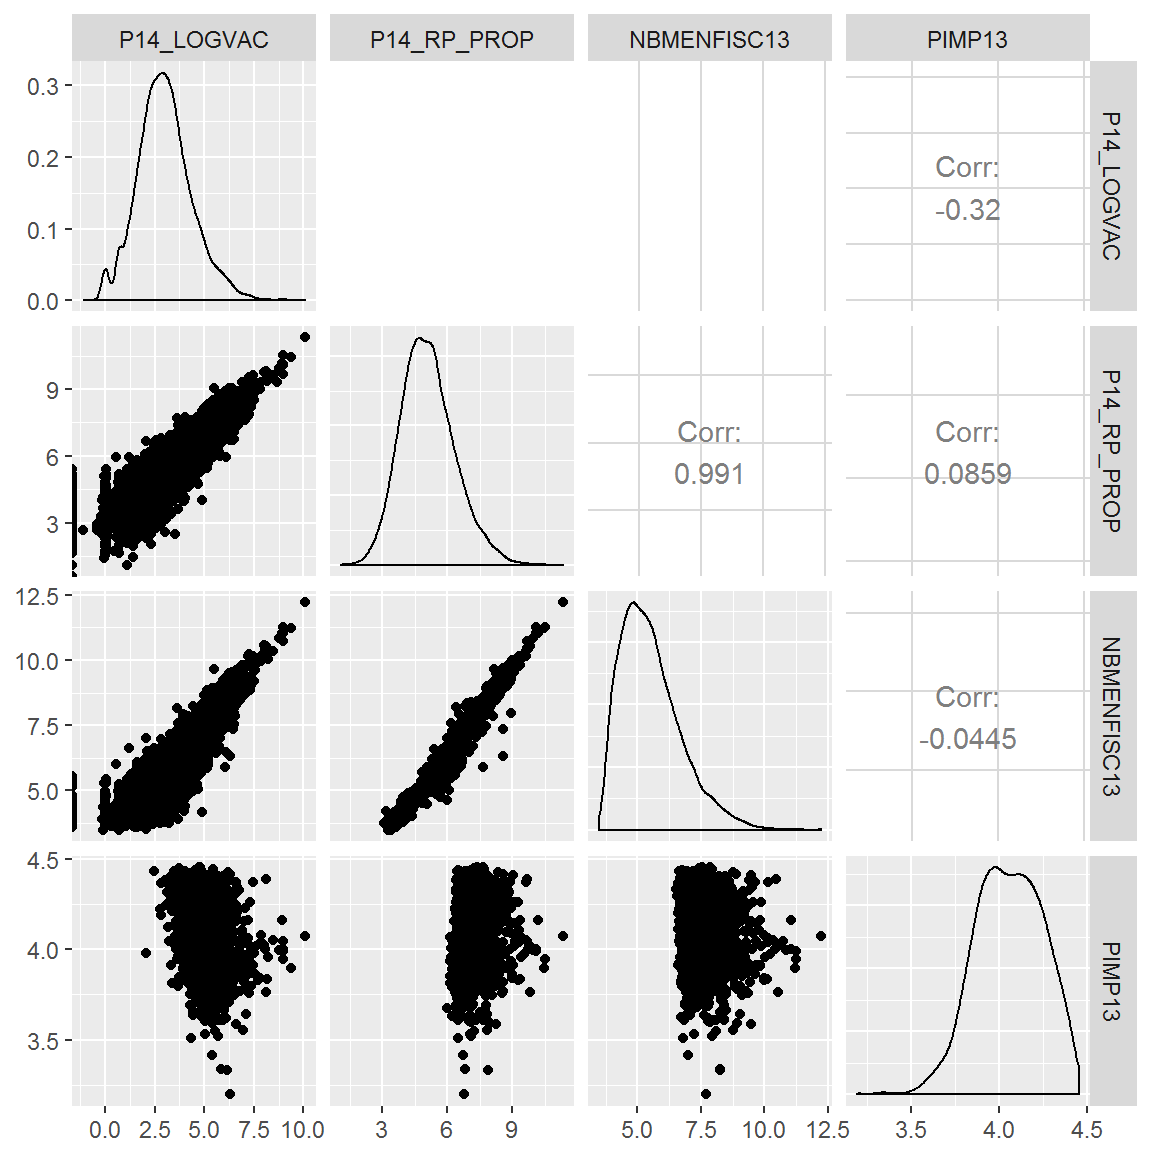 P14_LOGVAC P14_RP_PROP NBMENFISC13 PIMP13
0.3
0.2
0.1
0.0
Corr:
-0.32
P14_LOGVAC
9
6
3
Corr:
0.991
Corr:
0.0859
P14_RP_PROP
12.5
10.0
7.5
5.0
Corr:
-0.0445
NBMENFISC13
4.5
4.0
3.5
PIMP13
0.0 2.5 5.0 7.5 10.0 3 6 9 5.0 7.5 10.0 12.5 3.5 4.0 4.5